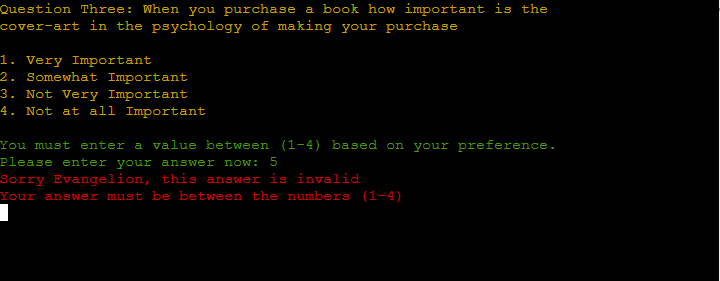 Question Three: When you purchase a book how important is the
cover-art in the psychology of making your purchase
1. Very Important
2. Somewhat Important
3. Not Very Important
4. Not at all Important
You must enter a value between (1-4) based on your preference.
Please enter your answer now: 5
Sorry Evangelion, this answer is invalid
Your answer must be between the numbers (1-4)